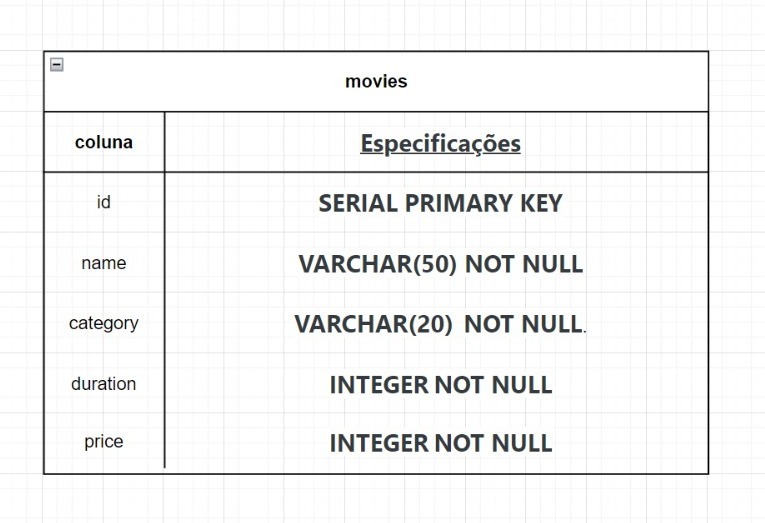 movies
coluna Especificações
id SERIAL PRIMARY KEY
name VARCHAR(50) NOT NULL
category VARCHAR(20) NOT NULL.
duration INTEGER NOT NULL
price INTEGER NOT NULL